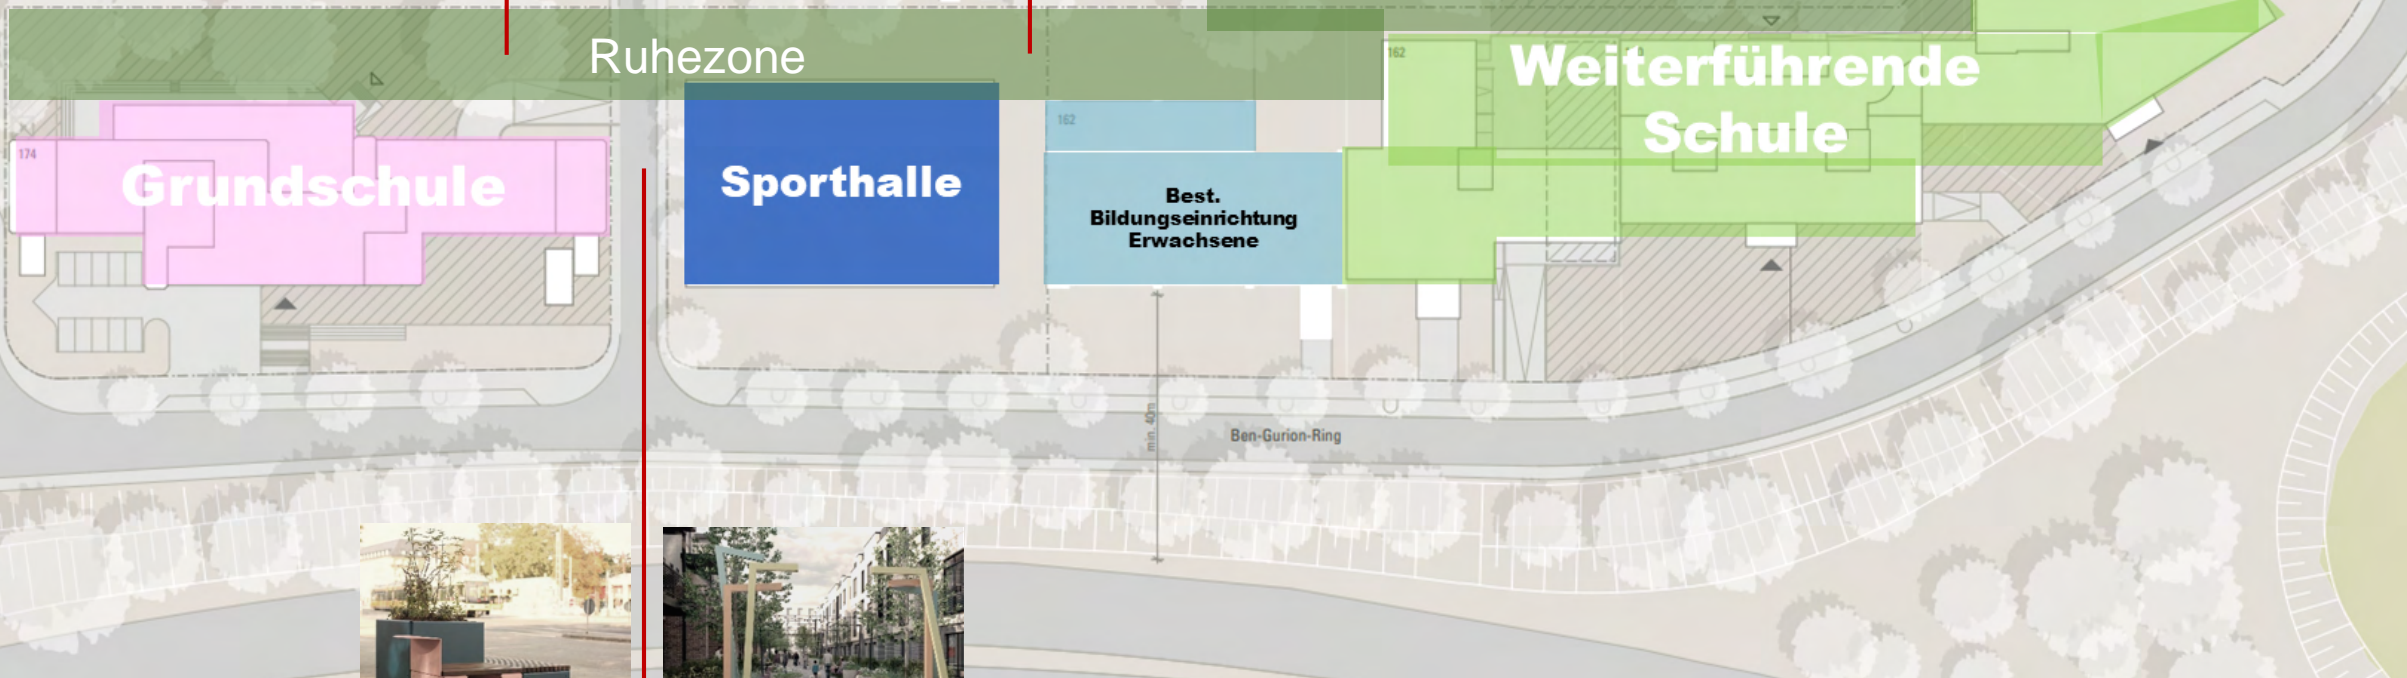 Ruhezone
162
Weiterführende
Schule
162
174
Grundschule
Sporthalle
Best.
Bildungseinrichtung
Erwachsene
min. 40m
Ben-Gurion-Ring